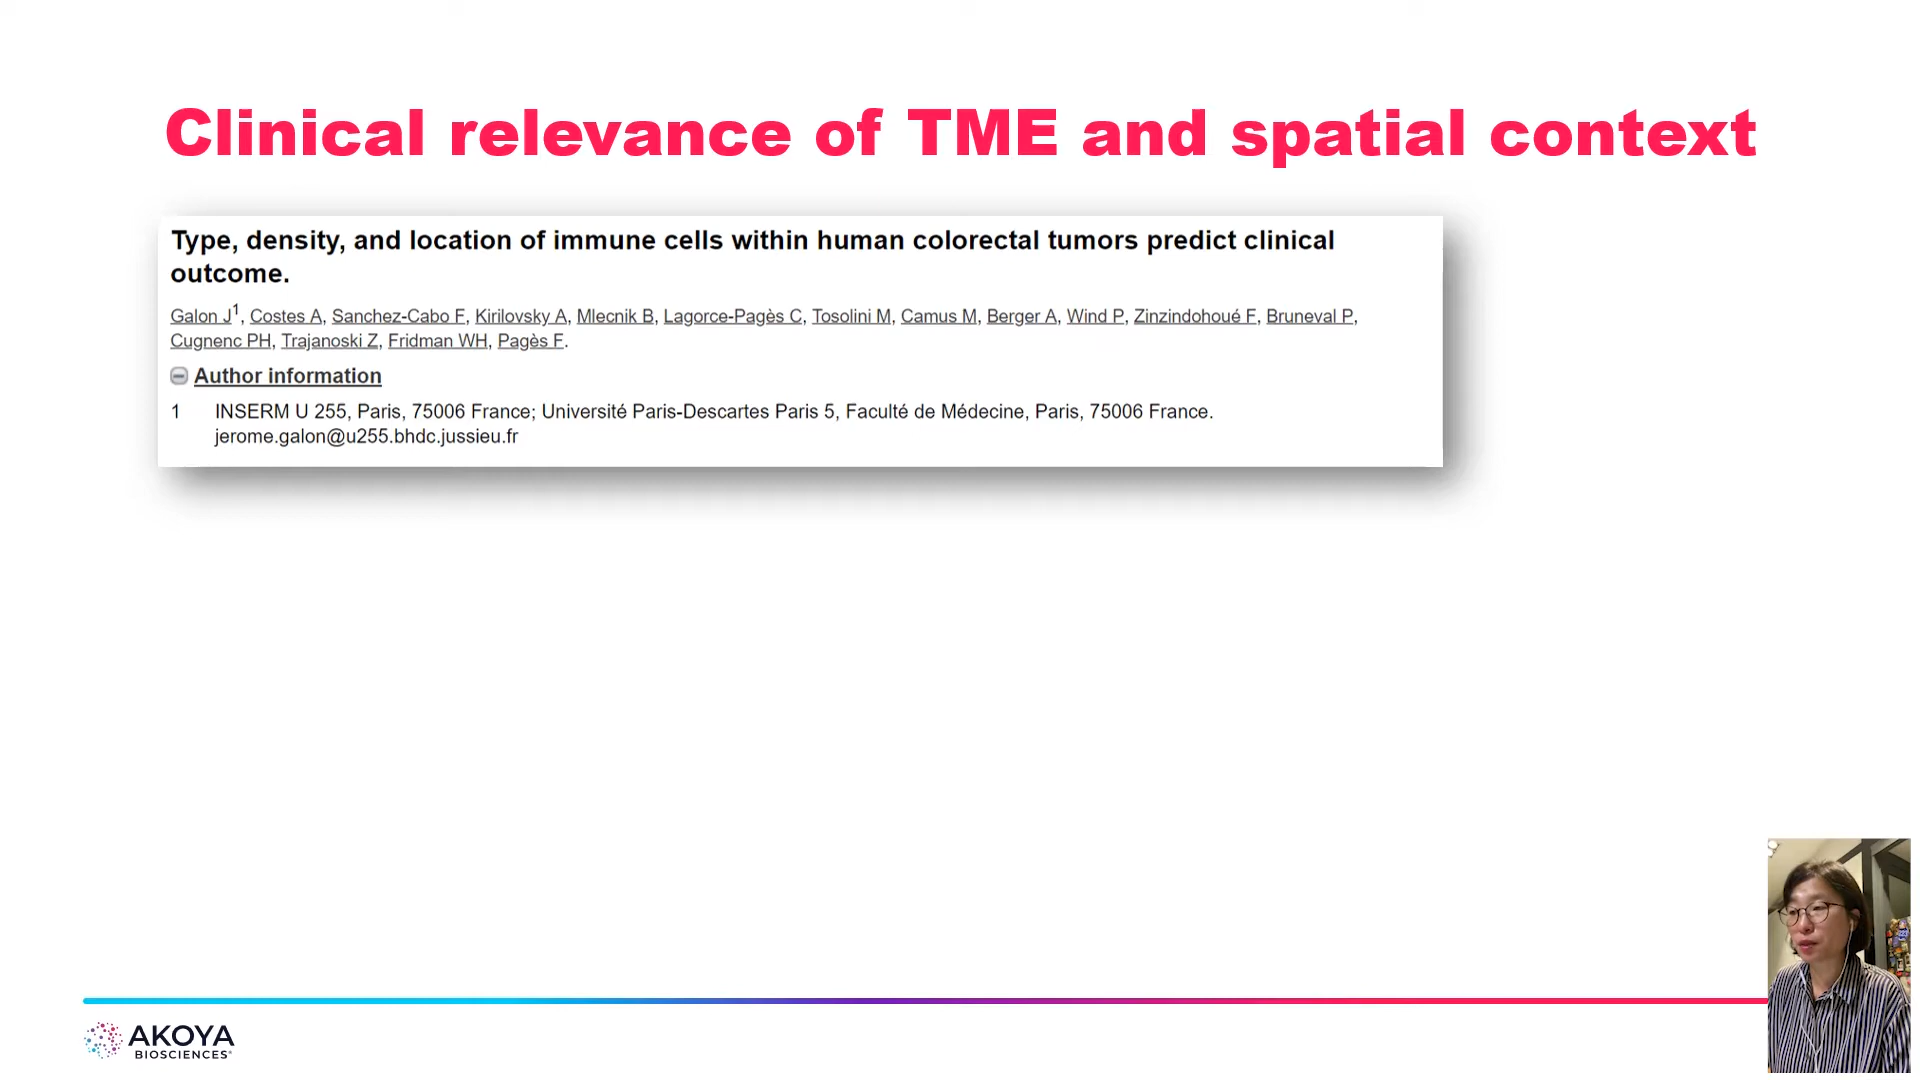 Clinical relevance of TME and spatial context
Type, density, and location of immune cells within human colorectal tumors predict clinical
outcome.
Galon J1, Costes A, Sanchez-Cabo F, Kirilovsky A, Mlecnik B, Lagorce-Pagès C, Tosolini M, Camus M, Berger A, Wind P, Zinzindohoué F, Bruneval P,
Cugnenc PH, Trajanoski Z, Fridman WH, Pagès F.
Author information
1 INSERM U 255, Paris, 75006 France; Université Paris-Descartes Paris 5, Faculté de Médecine, Paris, 75006 France.
jerome.galon@u255.bhdc.jussieu.fr
AKOYA
BIOSCIENCES